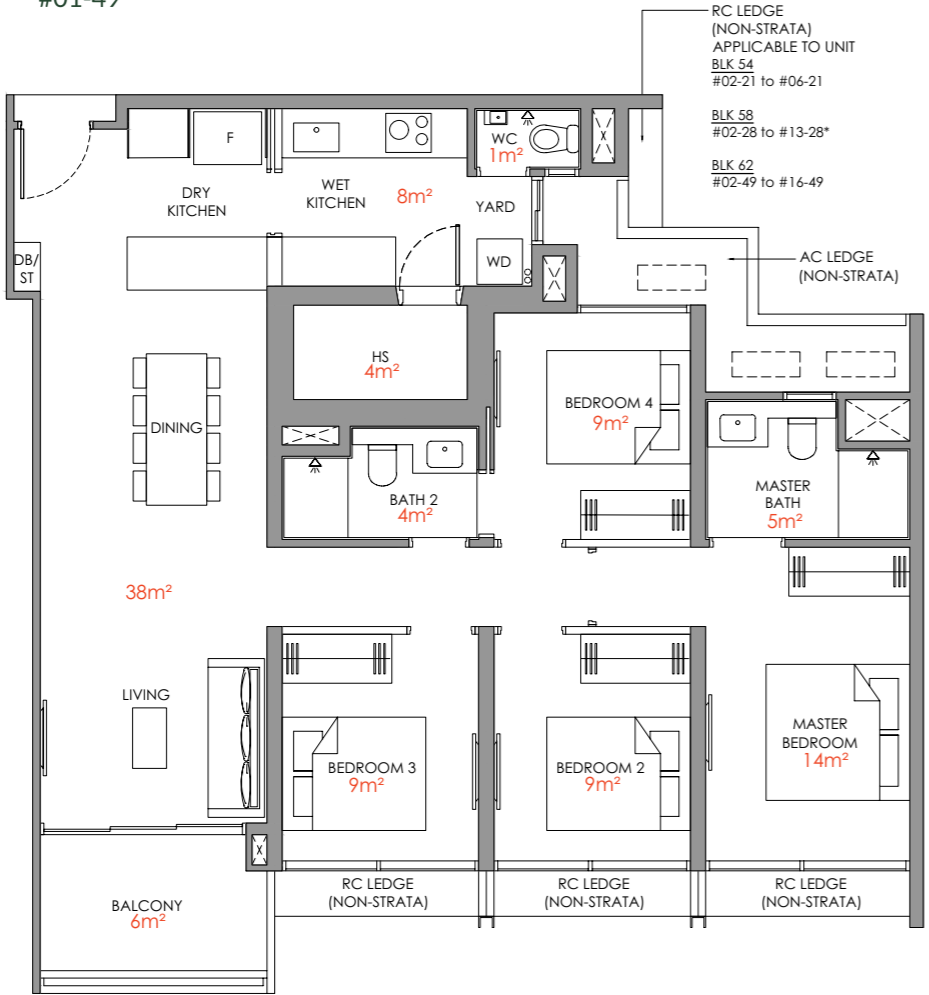 #01-49
RC LEDGE
(NON-STRATA)
APPLICABLE TO UNIT
BLK 54
#02-21 to #06-21
BLK 58
#02-28 to #13-28*
BLK 62
#02-49 to #16-49
F
WC
1m²
DRY
KITCHEN
WET
KITCHEN
8m²
YARD
DB/
ST
WD
AC LEDGE
(NON-STRATA)
HS
4m²
BEDROOM 4
9m²
DINING
BATH 2
4m²
MASTER
BATH
5m²
38m²
LIVING
BEDROOM 3
9m²
BEDROOM 2
9m²
MASTER
BEDROOM
14m²
RC LEDGE
(NON-STRATA)
RC LEDGE
(NON-STRATA)
RC LEDGE
(NON-STRATA)
BALCONY
6m²